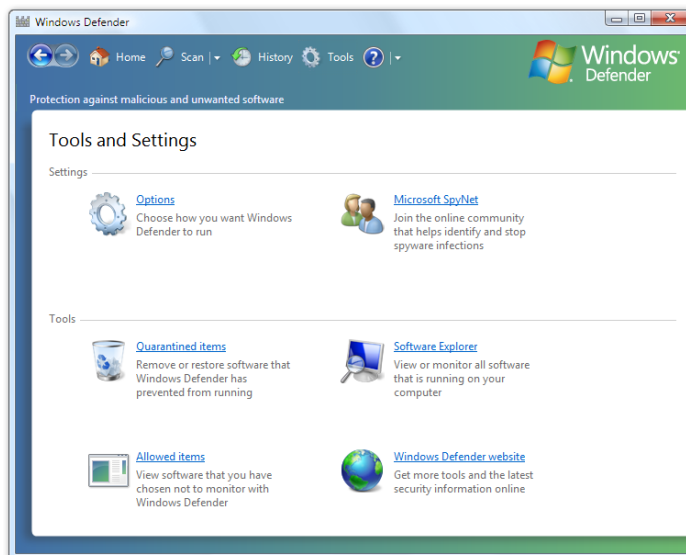 Windows Defender
Home Scan History Tools ?
Windows
Defender
Protection against malicious and unwanted software
Tools and Settings
Settings
Options
Choose how you want Windows
Defender to run
Microsoft SpyNet
Join the online community
that helps identify and stop
spyware infections
Tools
Quarantined items
Remove or restore software that
Windows Defender has
prevented from running
Software Explorer
View or monitor all software
that is running on your
computer
Allowed items
View software that you have
chosen not to monitor with
Windows Defender
Windows Defender website
Get more tools and the latest
security information online